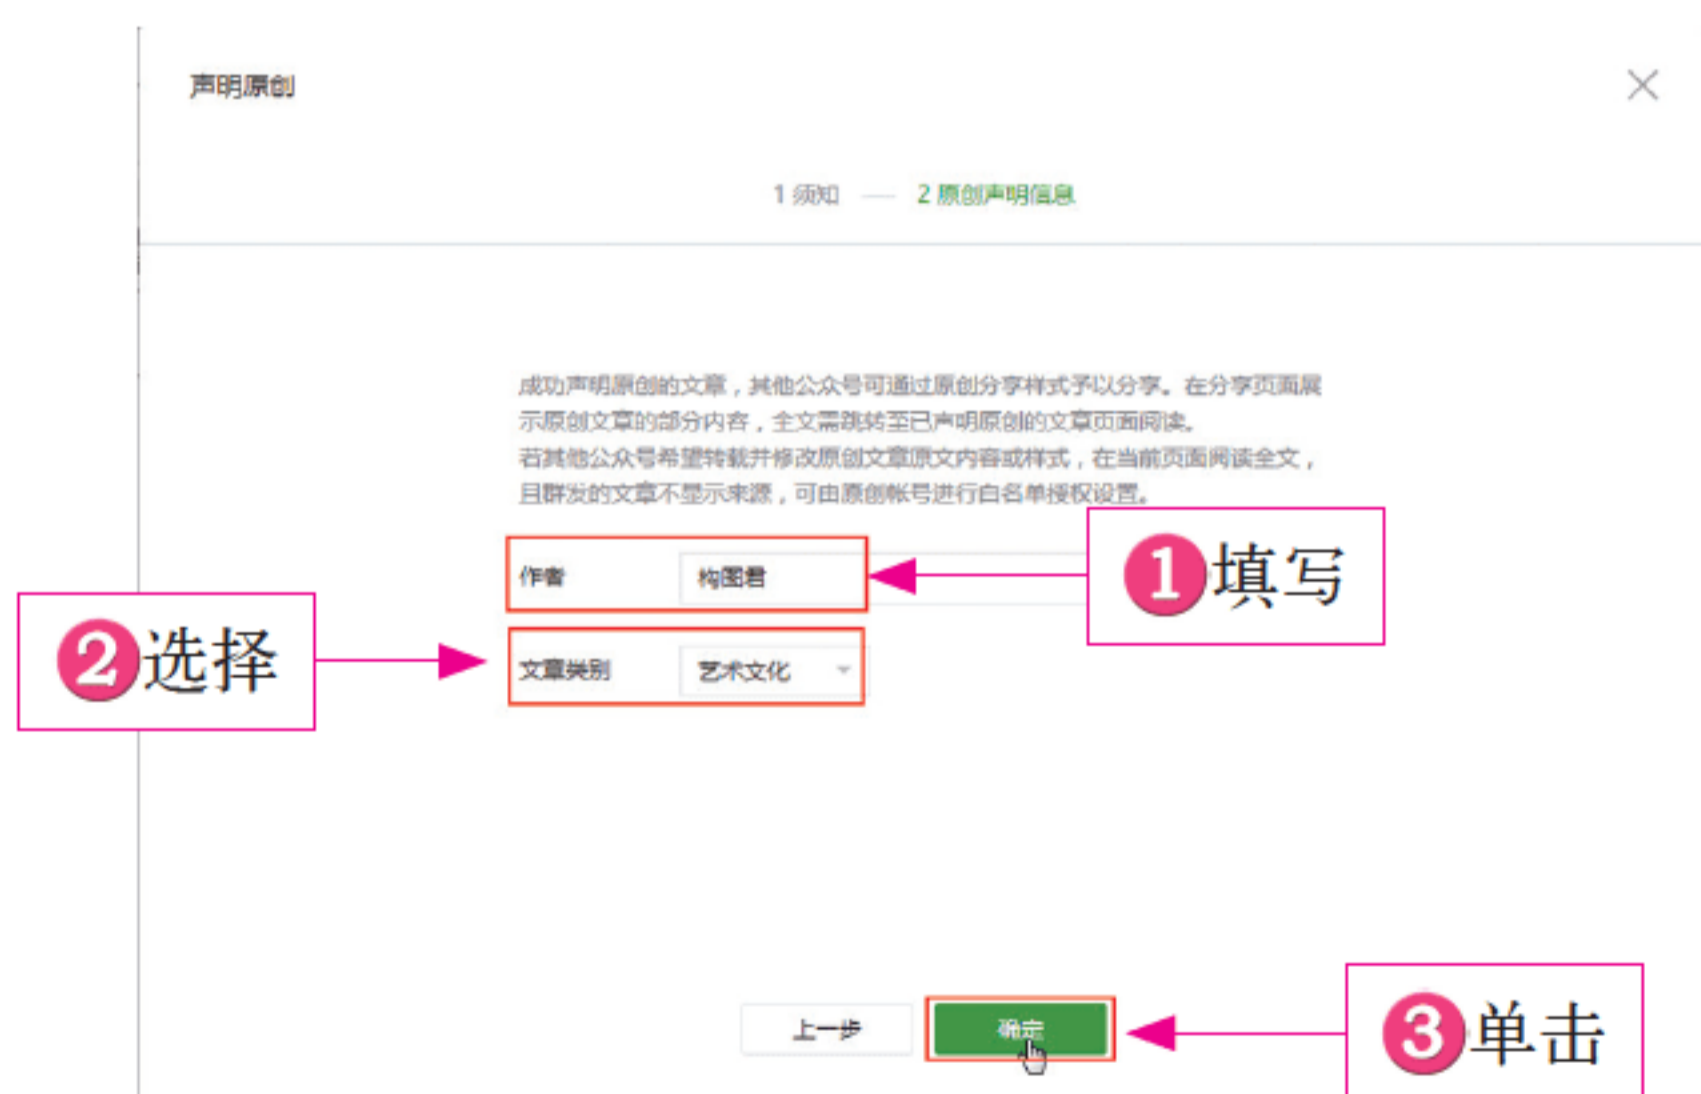 声明原创
1 须知 — 2 原创声明信息
成功声明原创的文章，其他公众号可通过原创分享样式予以分享。在分享页面展
示原创文章的部分内容，全文需跳转至已声明原创的文章页面阅读。
若其他公众号希望转载并修改原创文章原文内容或样式，在当前页面阅读全文，
且群发的文章不显示来源，可由原创帐号进行白名单授权设置。
作者 构图君
1填写
2选择
文章类别 艺术文化
上一步 确定
3单击